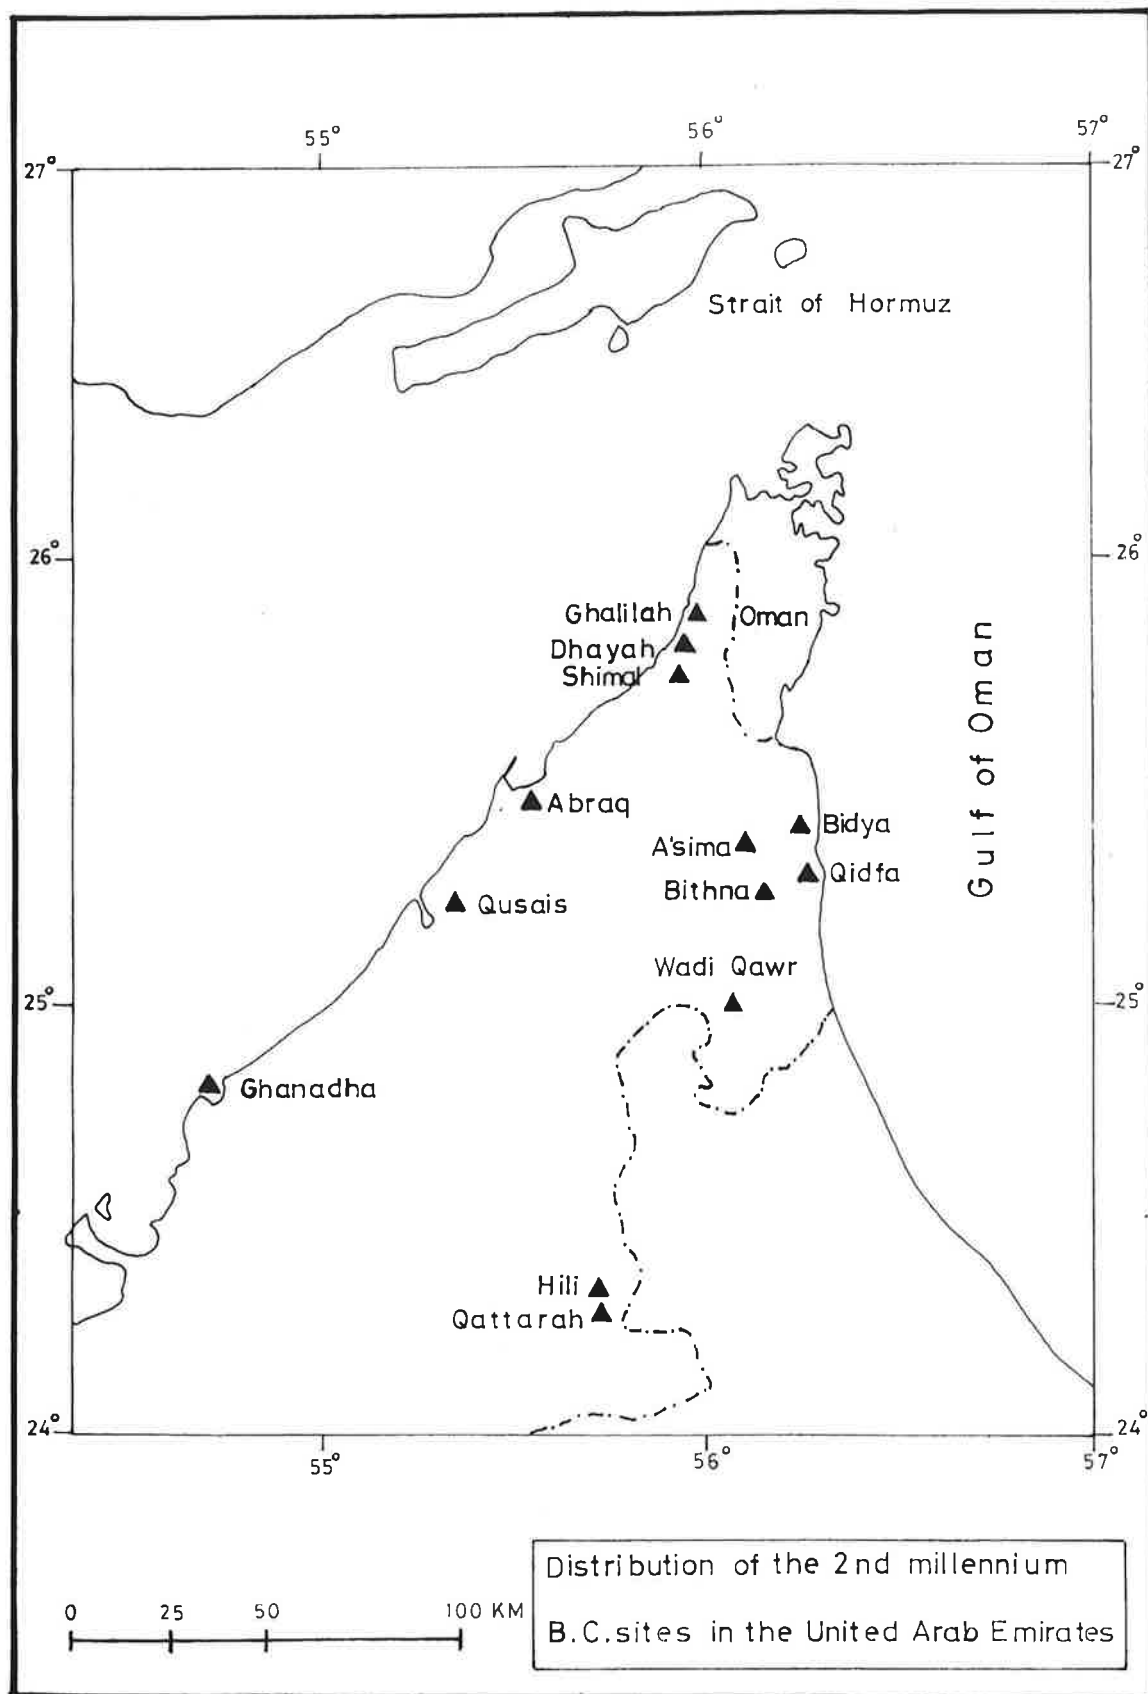 55° 56° 57°
27° 27°
Strait of Hormuz
26° 26°
Ghalilah Oman
Dhayah
Shimal
Gulf of Oman
Abraq
Bidya
A'sima
Qidfa
Bithna
Qusais
Wadi Qawr
25° 25°
Ghanadha
Hili
Qattarah
24° 24°
55° 56° 57°
Distribution of the 2nd millennium
B.C. sites in the United Arab Emirates
0 25 50 100 KM